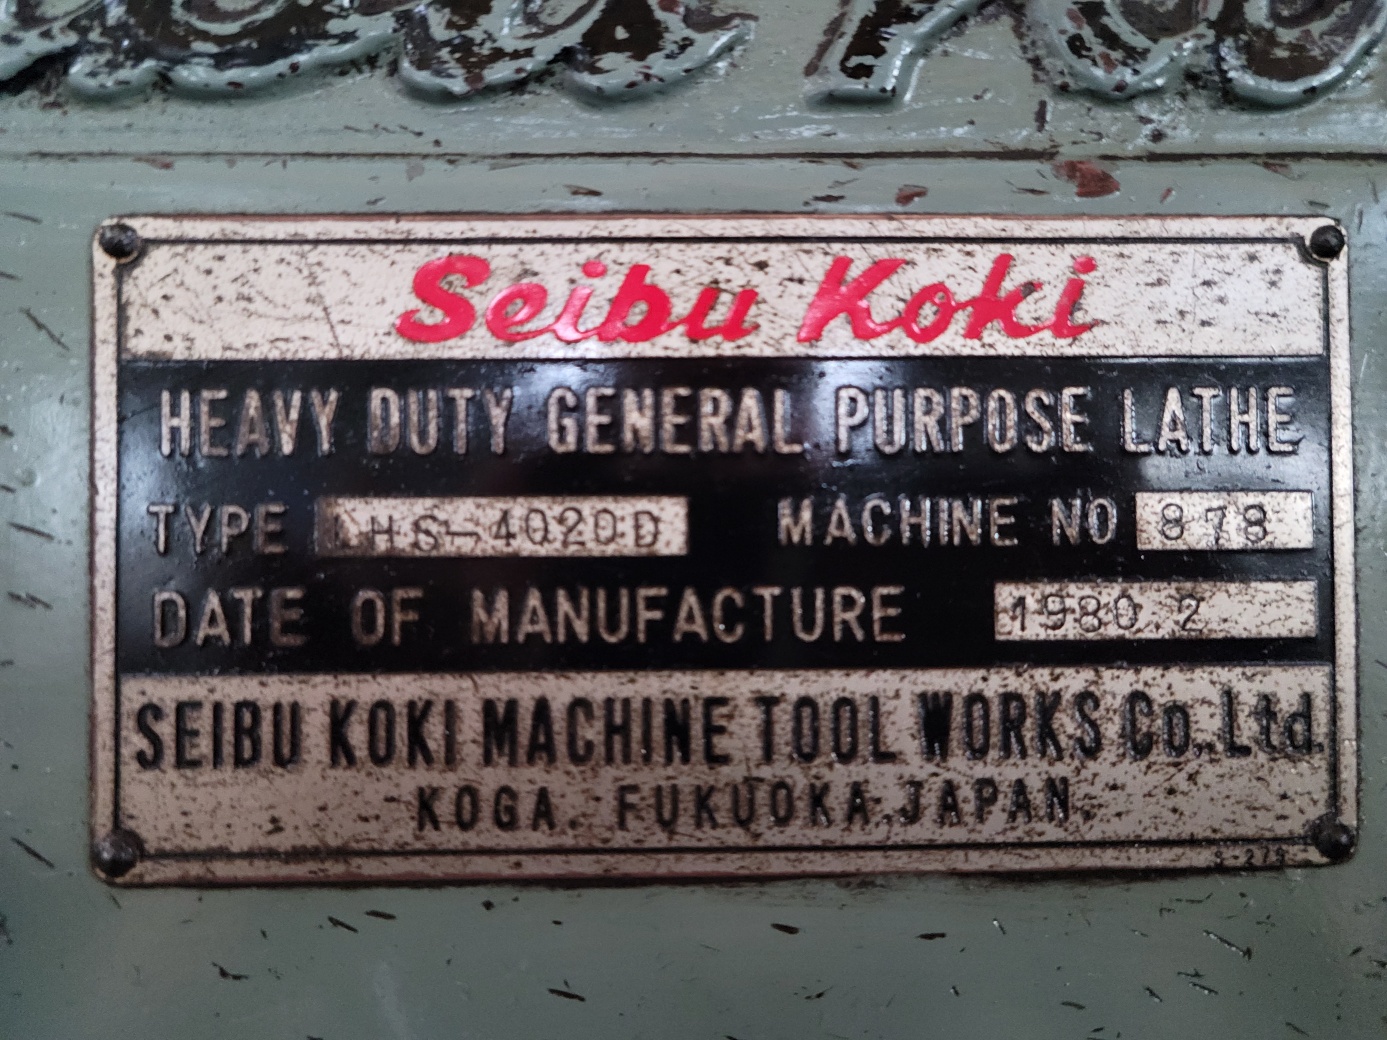 Seibu Koki
HEAVY DUTY GENERAL PURPOSE LATHE
TYPE HS-4020D MACHINE NO 878
DATE OF MANUFACTURE 1980.2
SEIBU KOKI MACHINE TOOL WORKS Co., Ltd.
KOGA. FUKUOKA. JAPAN.